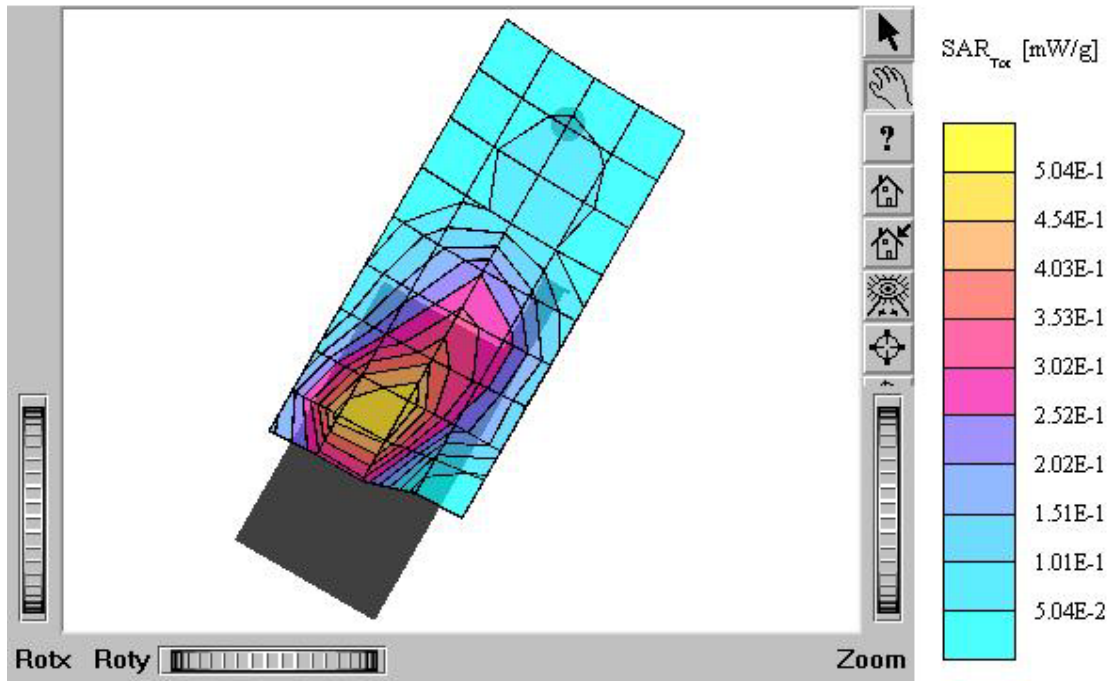 SAR_Tot [mW/g]
?
5.04E-1
4.54E-1
4.03E-1
3.53E-1
3.02E-1
2.52E-1
2.02E-1
1.51E-1
1.01E-1
5.04E-2
Rotx Roty Zoom